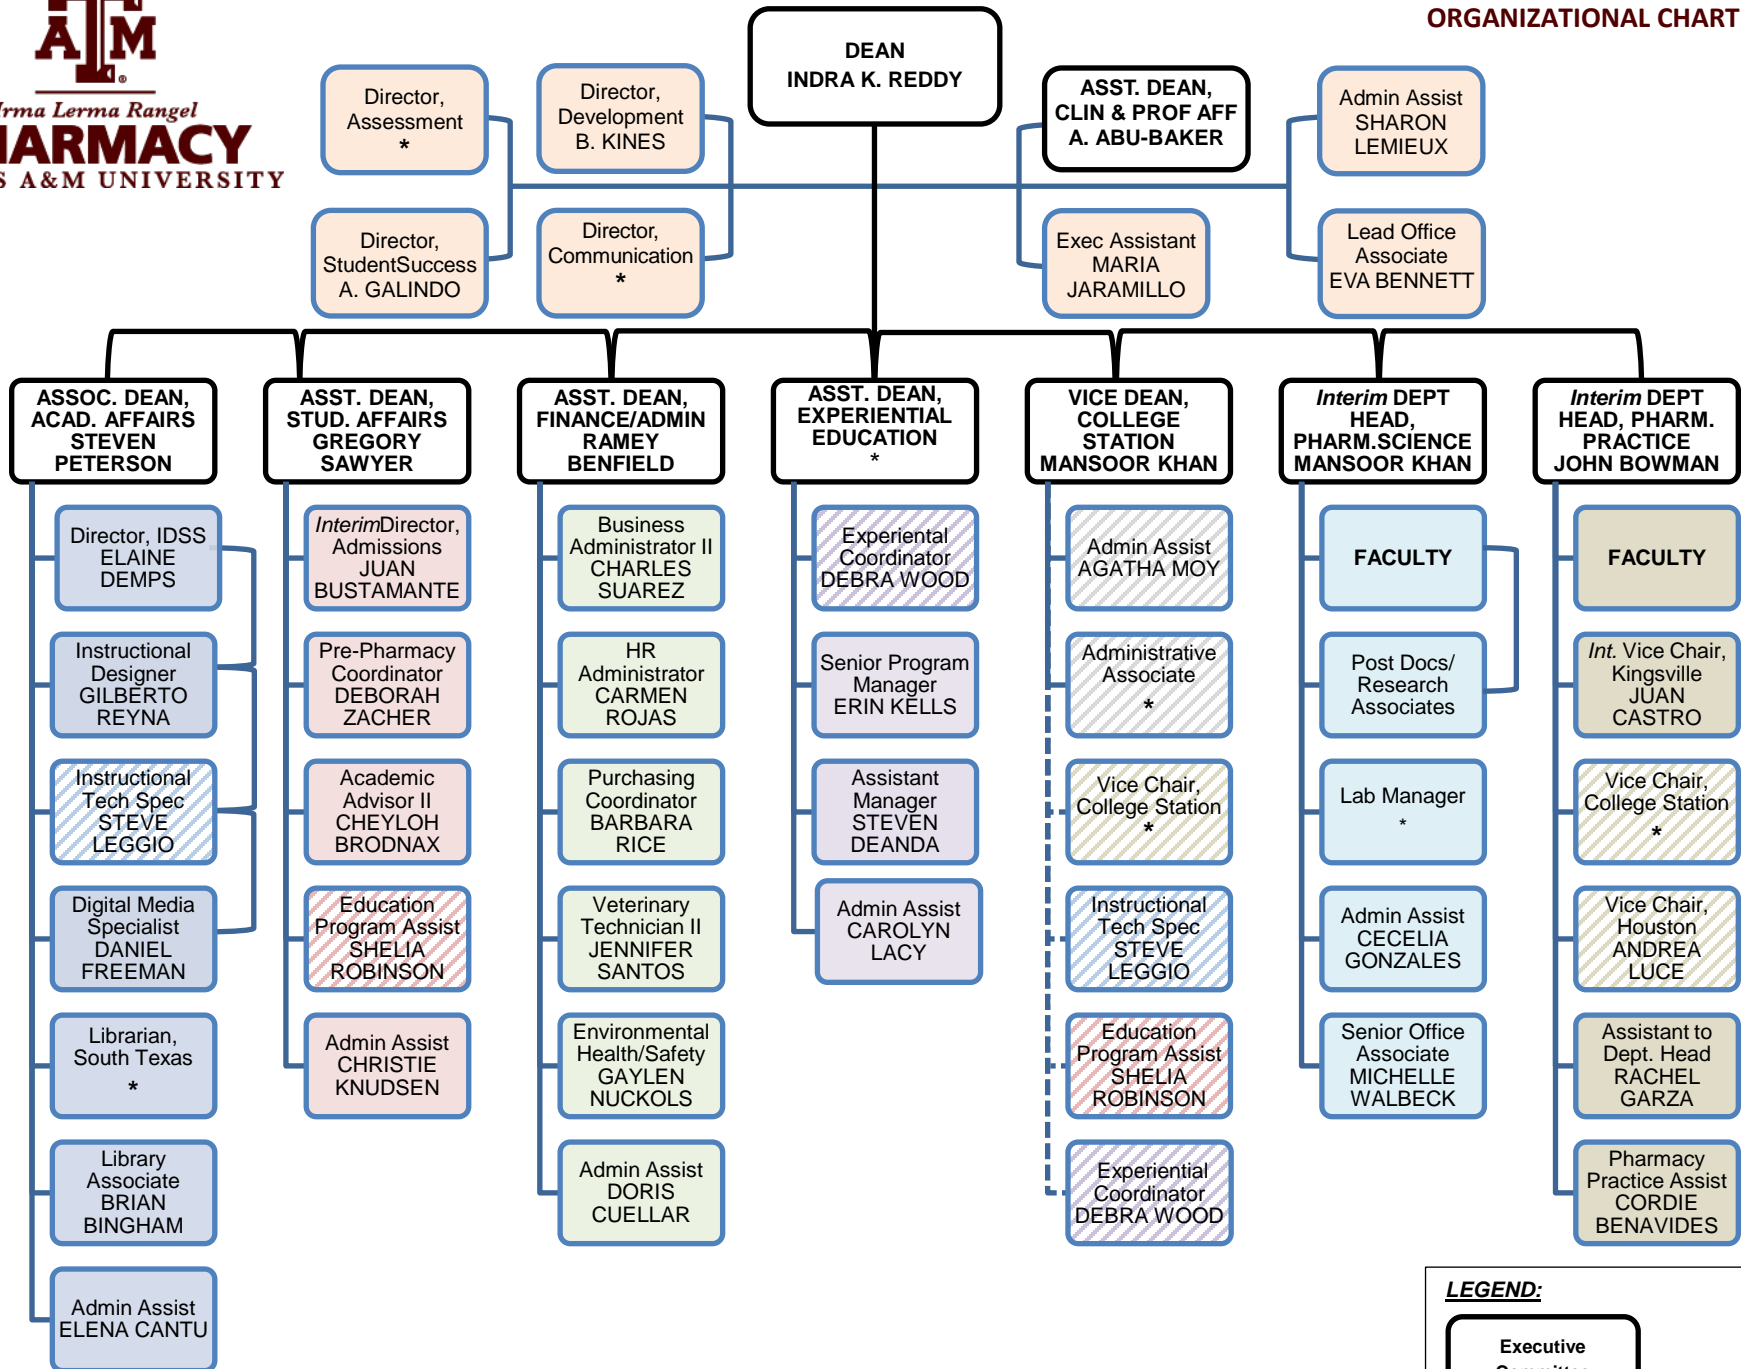 ORGANIZATIONAL CHART
ATM
®
Irma Lerma Rangel
PHARMACY
A&M UNIVERSITY
DEAN
INDRA K. REDDY
Director,
Assessment
*
Director,
Development
B. KINES
ASST. DEAN,
CLIN & PROF AFF
A. ABU-BAKER
Admin Assist
SHARON
LEMIEUX
Director,
StudentSuccess
A. GALINDO
Director,
Communication
*
Exec Assistant
MARIA
JARAMILLO
Lead Office
Associate
EVA BENNETT
ASSOC. DEAN,
ACAD. AFFAIRS
STEVEN
PETERSON
Director, IDSS
ELAINE
DEMPS
Instructional
Designer
GILBERTO
REYNA
Instructional
Tech Spec
STEVE
LEGGIO
Digital Media
Specialist
DANIEL
FREEMAN
Librarian,
South Texas
*
Library
Associate
BRIAN
BINGHAM
Admin Assist
ELENA CANTU
ASST. DEAN,
STUD. AFFAIRS
GREGORY
SAWYER
InterimDirector,
Admissions
JUAN
BUSTAMANTE
Pre-Pharmacy
Coordinator
DEBORAH
ZACHER
Academic
Advisor II
CHEYLOH
BRODNAX
Education
Program Assist
SHELIA
ROBINSON
Admin Assist
CHRISTIE
KNUDSEN
ASST. DEAN,
FINANCE/ADMIN
RAMEY
BENFIELD
Business
Administrator II
CHARLES
SUAREZ
HR
Administrator
CARMEN
ROJAS
Purchasing
Coordinator
BARBARA
RICE
Veterinary
Technician II
JENNIFER
SANTOS
Environmental
Health/Safety
GAYLEN
NUCKOLS
Admin Assist
DORIS
CUELLAR
ASST. DEAN,
EXPERIENTIAL
EDUCATION
*
Experiental
Coordinator
DEBRA WOOD
Senior Program
Manager
ERIN KELLS
Assistant
Manager
STEVEN
DEANDA
Admin Assist
CAROLYN
LACY
VICE DEAN,
COLLEGE
STATION
MANSOOR KHAN
Admin Assist
AGATHA MOY
Administrative
Associate
*
Vice Chair,
College Station
*
Instructional
Tech Spec
STEVE
LEGGIO
Education
Program Assist
SHELIA
ROBINSON
Experiential
Coordinator
DEBRA WOOD
Interim DEPT
HEAD,
PHARM.SCIENCE
MANSOOR KHAN
FACULTY
Post Docs/
Research
Associates
Lab Manager
*
Admin Assist
CECELIA
GONZALES
Senior Office
Associate
MICHELLE
WALBECK
Interim DEPT
HEAD, PHARM.
PRACTICE
JOHN BOWMAN
FACULTY
Int. Vice Chair,
Kingsville
JUAN
CASTRO
Vice Chair,
College Station
*
Vice Chair,
Houston
ANDREA
LUCE
Assistant to
Dept. Head
RACHEL
GARZA
Pharmacy
Practice Assist
CORDIE
BENAVIDES
LEGEND:
Executive